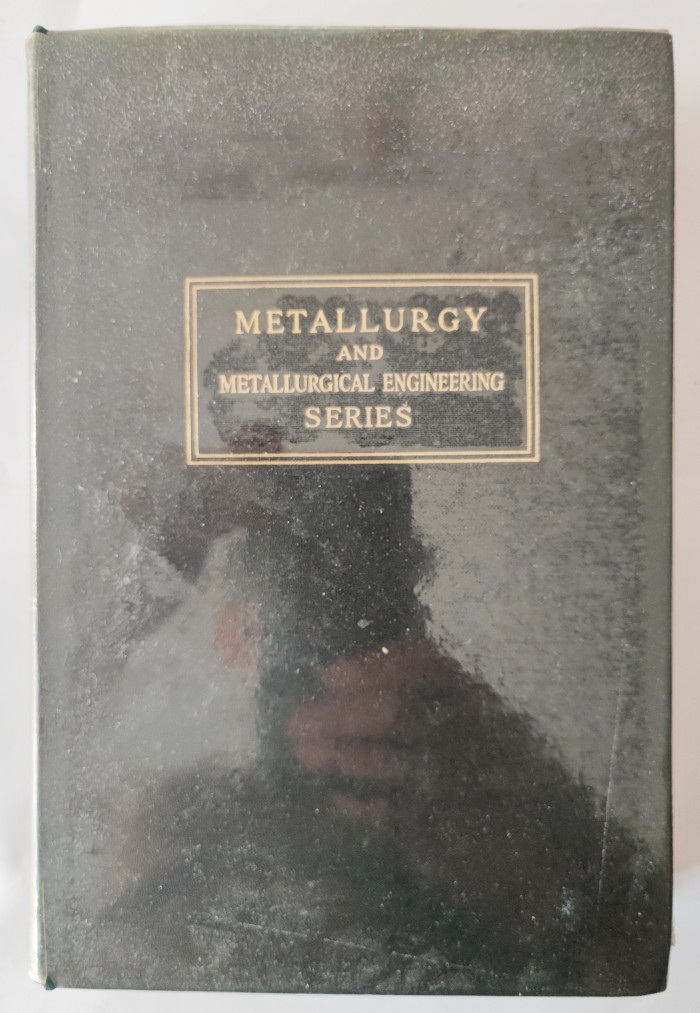 METALLURGY
AND
METALLURGICAL ENGINEERING
SERIES